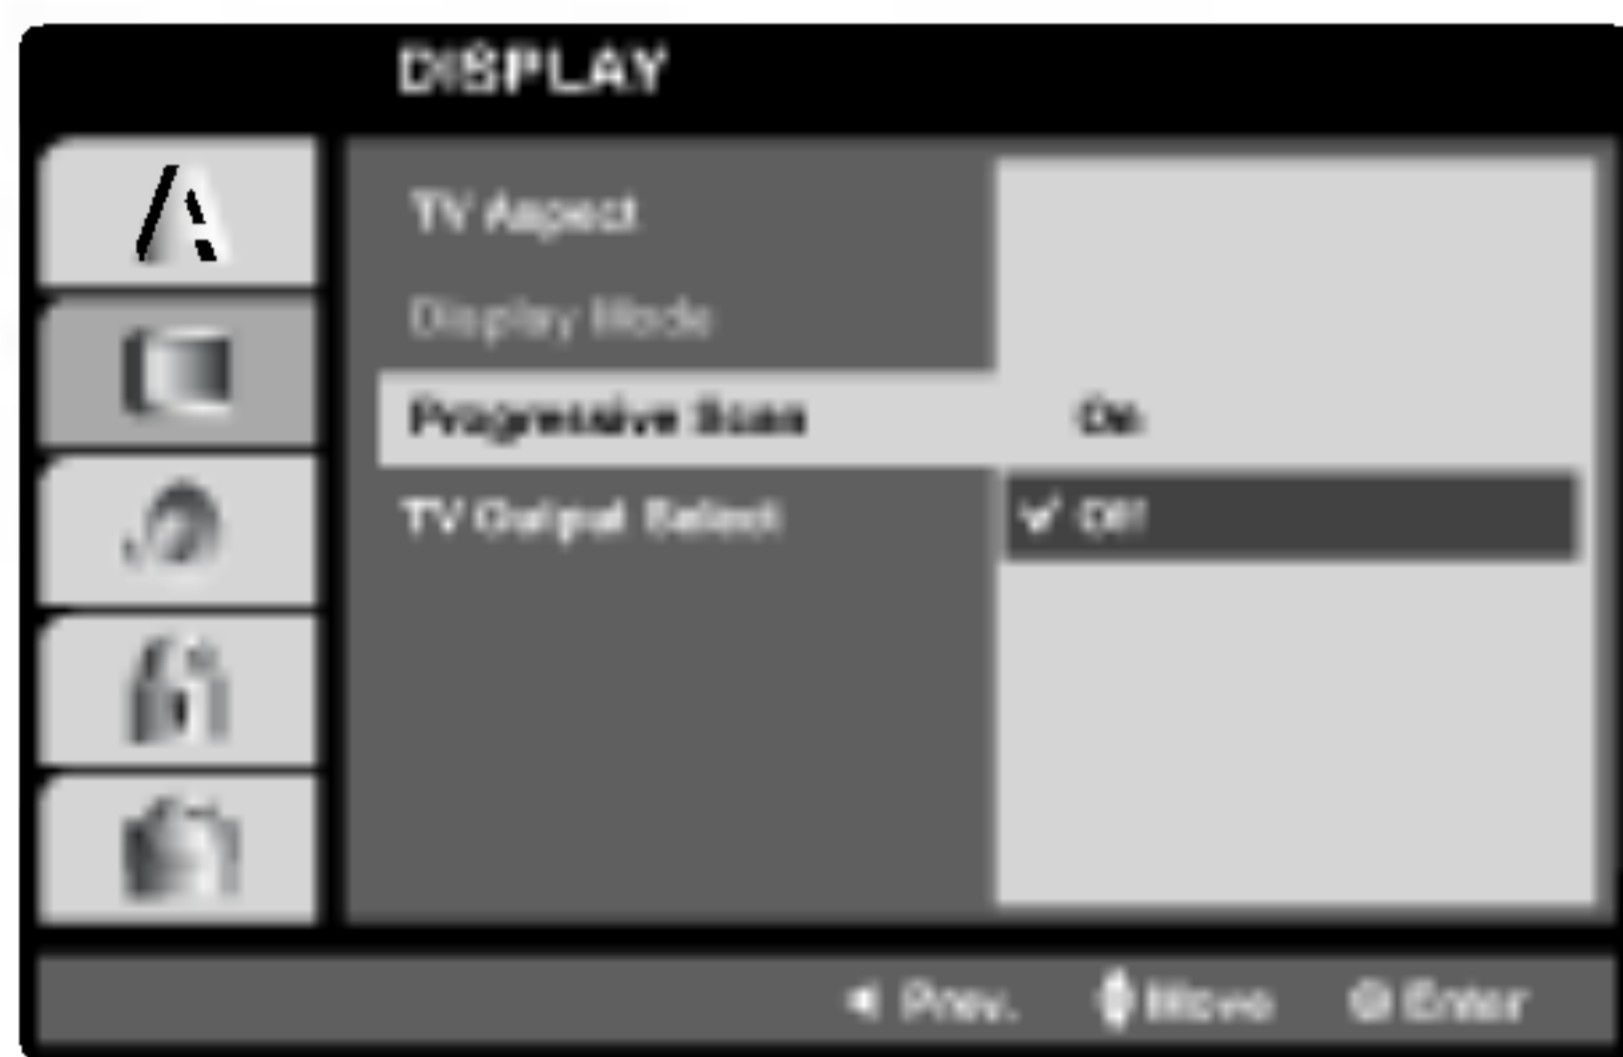 DISPLAY
TV Aspect
Display Mode
Progressive Scan On
TV Output Select ✓ Off
Prev. Move Enter